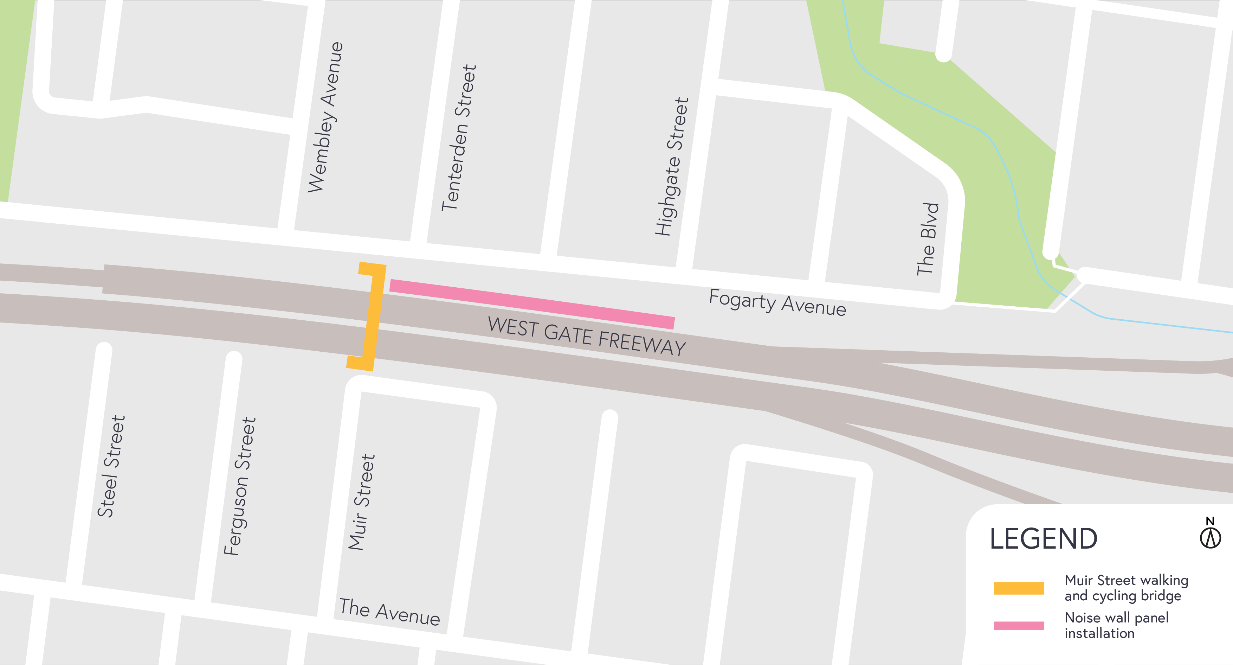 Wembley Avenue
Tenterden Street
Highgate Street
The Blvd
Fogarty Avenue
WEST GATE FREEWAY
Steel Street
Ferguson Street
Muir Street
The Avenue
LEGEND
N
Muir Street walking
and cycling bridge
Noise wall panel
installation